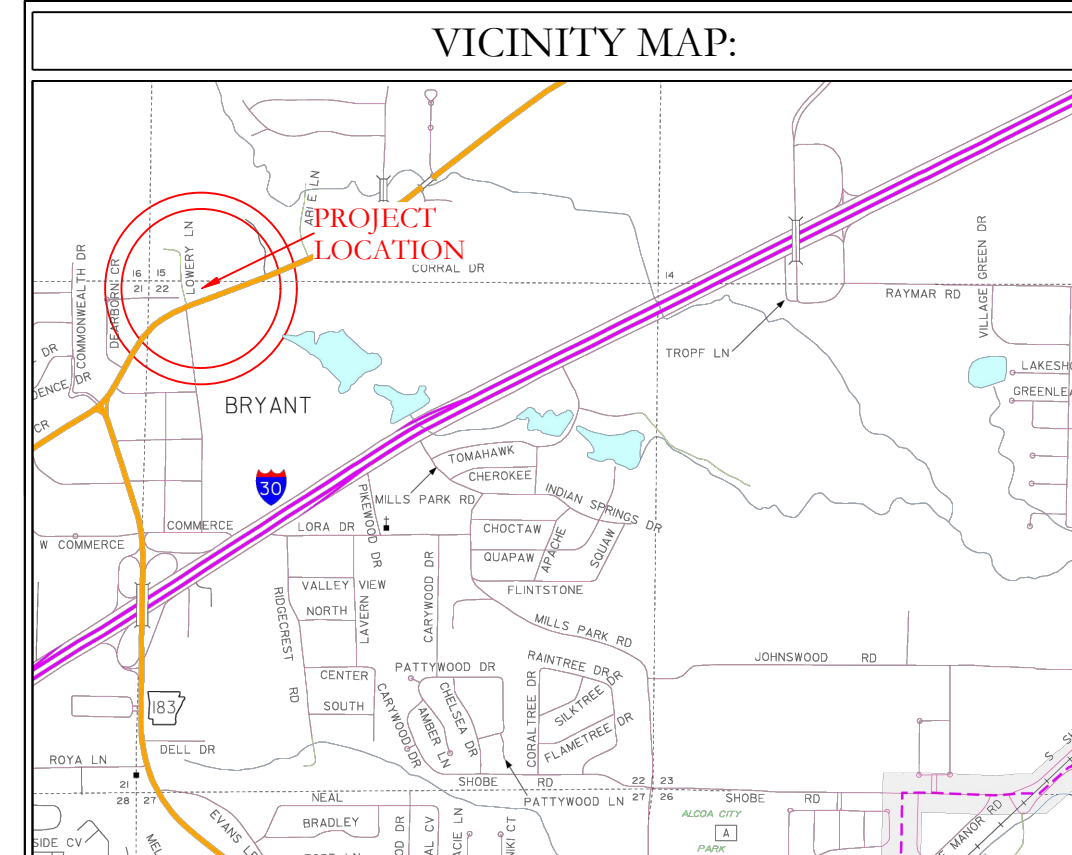 VICINITY MAP:
PROJECT
LOCATION
LOWERY LN
COMMONWEALTH DR
DEARBORN CR
16 15
21 22
14
CORRAL DR
RAYMAR RD
VILLAGE GREEN DR
TROPF LN
DR
DENCE DR
CR
BRYANT
30
TOMAHAWK
CHEROKEE
MILLS PARK RD
PIKEWOOD DR
INDIAN SPRINGS DR
COMMERCE
W COMMERCE
LORA DR
CHOCTAW
APACHE
SQUAW
QUAPAW
FLINTSTONE
VALLEY VIEW
NORTH
LAVERN
CARYWOOD DR
RIDGECREST RD
MILLS PARK RD
JOHNSWOOD RD
CENTER
SOUTH
PATTYWOOD DR
CARYWOOD DR
CHELSEA DR
AMBER LN
RAINTREE DR
CORALTREE DR
SILKTREE DR
FLAMETREE DR
183
DELL DR
ROYA LN
SHOBE RD
PATTYWOOD LN
21
28 27
22 23
27 26
SHOBE RD
NEAL
BRADLEY
EVANS
ALCOA CITY
A
PARK
MANOR RD
SIDE CV
LN
CT